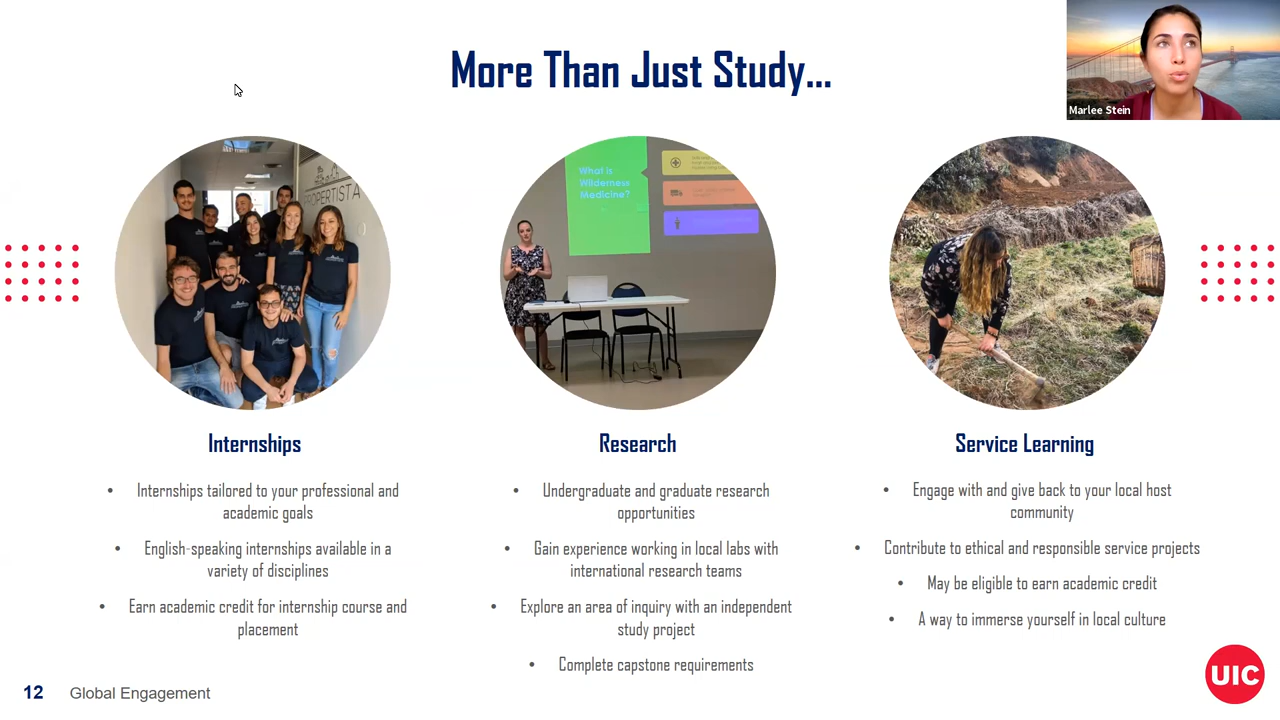 More Than Just Study...
Marlee Stein
PROPERTISTA
What is
Wilderness
Medicine?
Internships
• Internships tailored to your professional and
academic goals
• English-speaking internships available in a
variety of disciplines
• Earn academic credit for internship course and
placement
Research
• Undergraduate and graduate research
opportunities
• Gain experience working in local labs with
international research teams
• Explore an area of inquiry with an independent
study project
• Complete capstone requirements
Service Learning
• Engage with and give back to your local host
community
• Contribute to ethical and responsible service projects
• May be eligible to earn academic credit
• A way to immerse yourself in local culture
12 Global Engagement
UIC